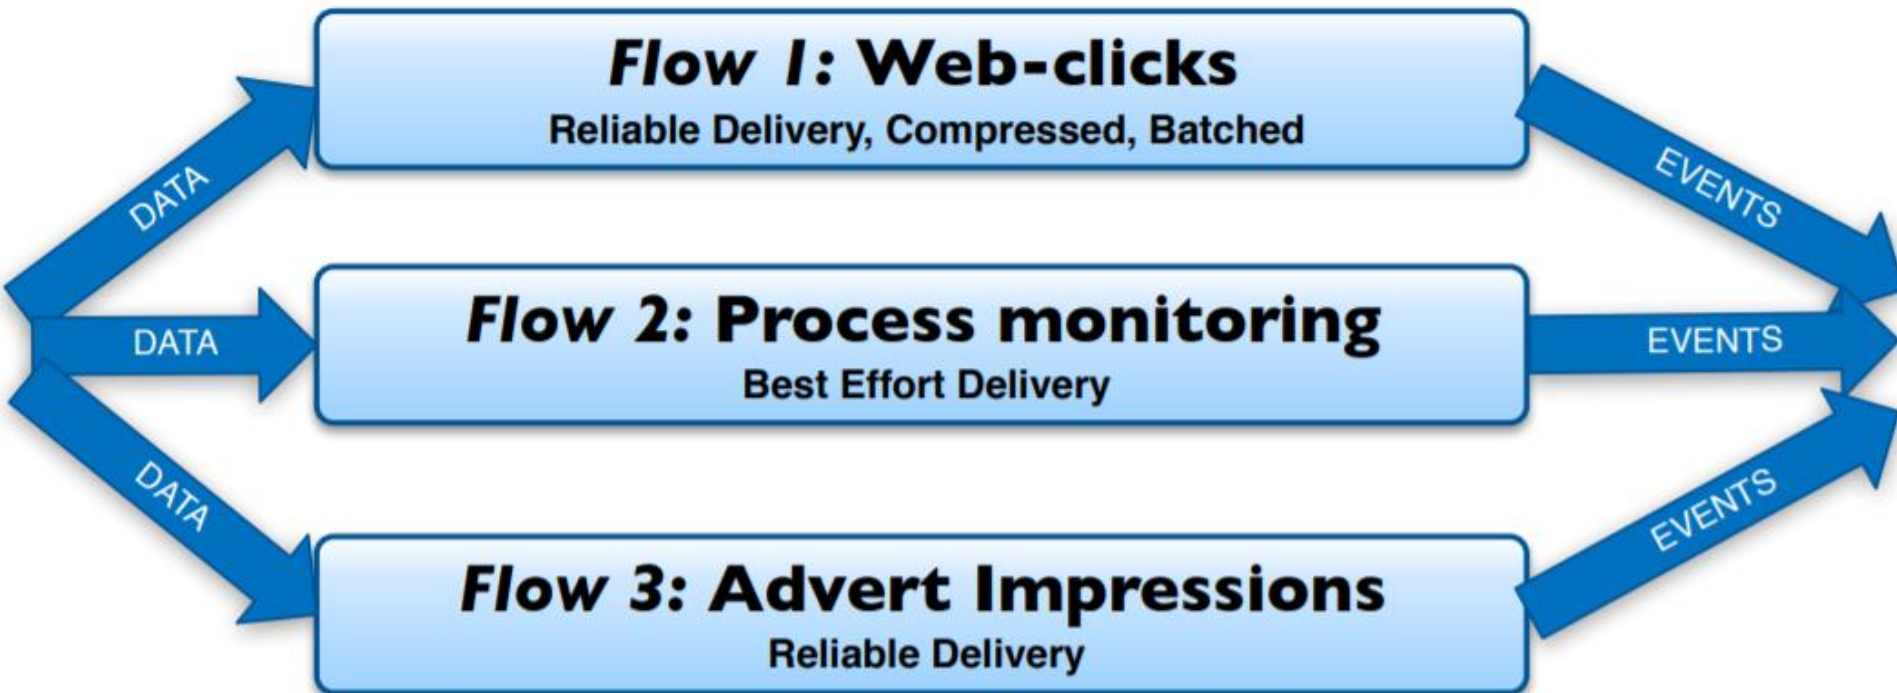 Flow 1: Web-clicks
Reliable Delivery, Compressed, Batched
DATA
EVENTS
Flow 2: Process monitoring
Best Effort Delivery
DATA
EVENTS
Flow 3: Advert Impressions
Reliable Delivery
DATA
EVENTS